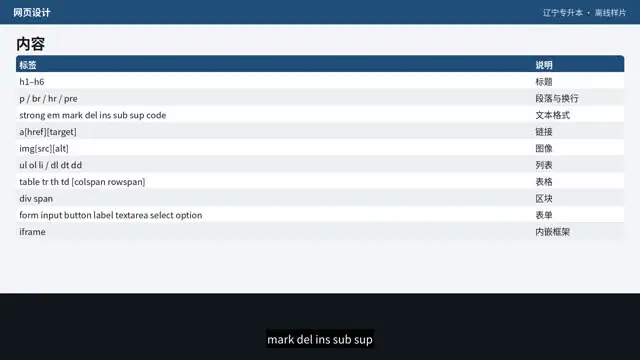 网页设计
辽宁专升本 · 离线样片
内容
标签 说明
h1–h6 标题
p / br / hr / pre 段落与换行
strong em mark del ins sub sup code 文本格式
a[href][target] 链接
img[src][alt] 图像
ul ol li / dl dt dd 列表
table tr th td [colspan rowspan] 表格
div span 区块
form input button label textarea select option 表单
iframe 内嵌框架
mark del ins sub sup